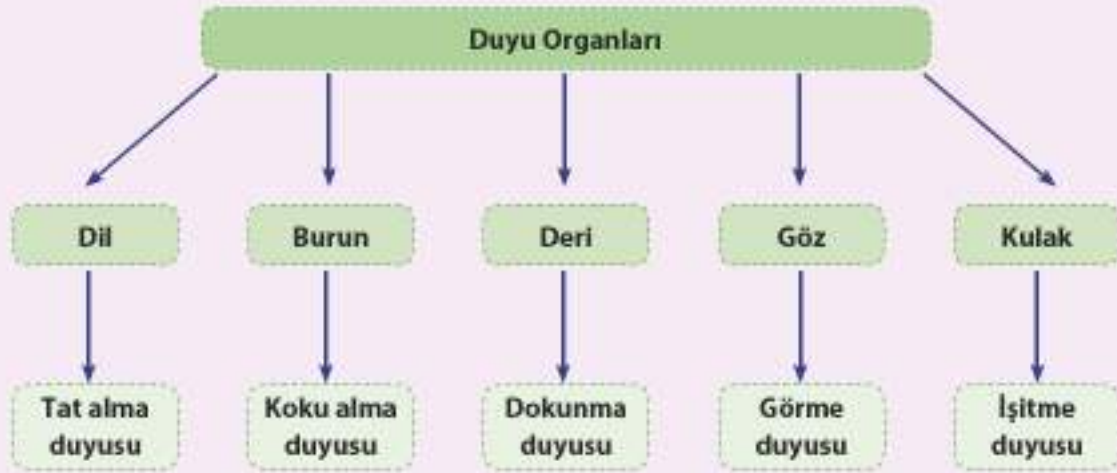 Duyu Organları
Dil
Burun
Deri
Göz
Kulak
Tat alma
duyusu
Koku alma
duyusu
Dokunma
duyusu
Görme
duyusu
İşitme
duyusu